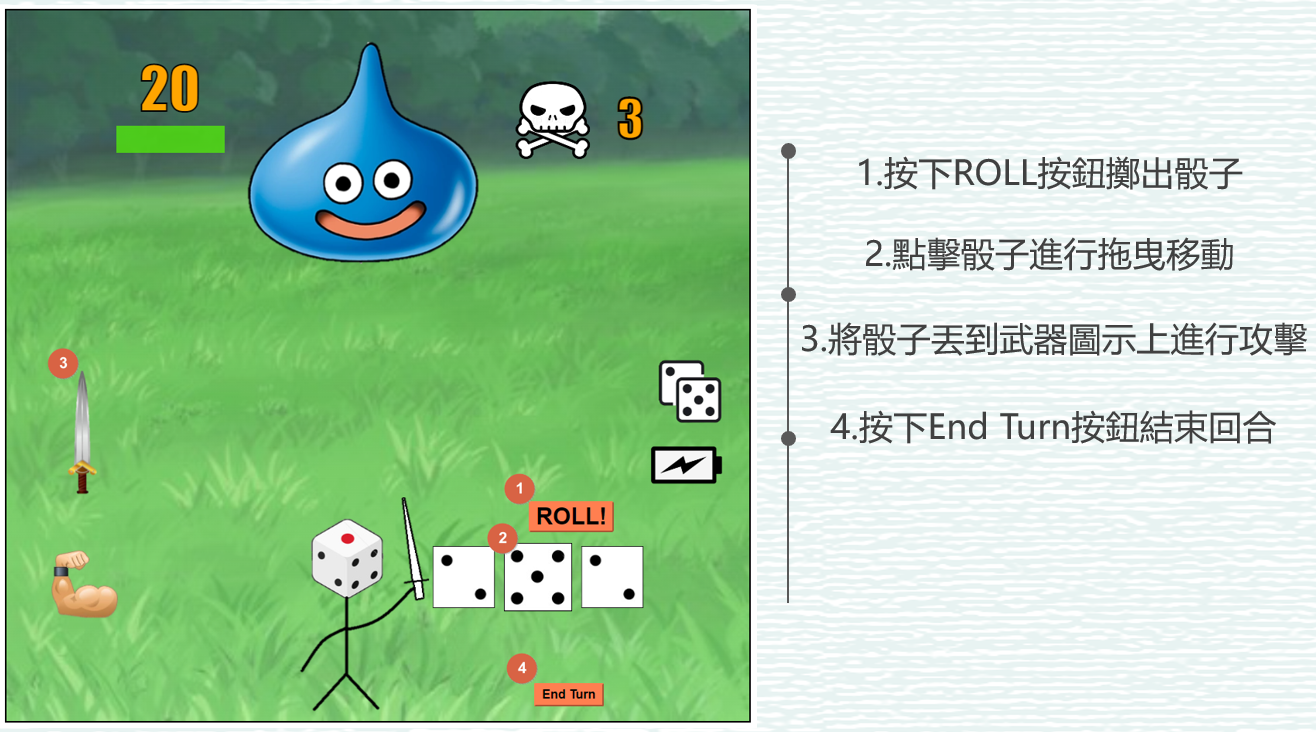 20
3
3
1
ROLL!
2
4
End Turn
1.按下ROLL按鈕擲出骰子
2.點擊骰子進行拖曳移動
3.將骰子丟到武器圖示上進行攻擊
4.按下End Turn按鈕結束回合